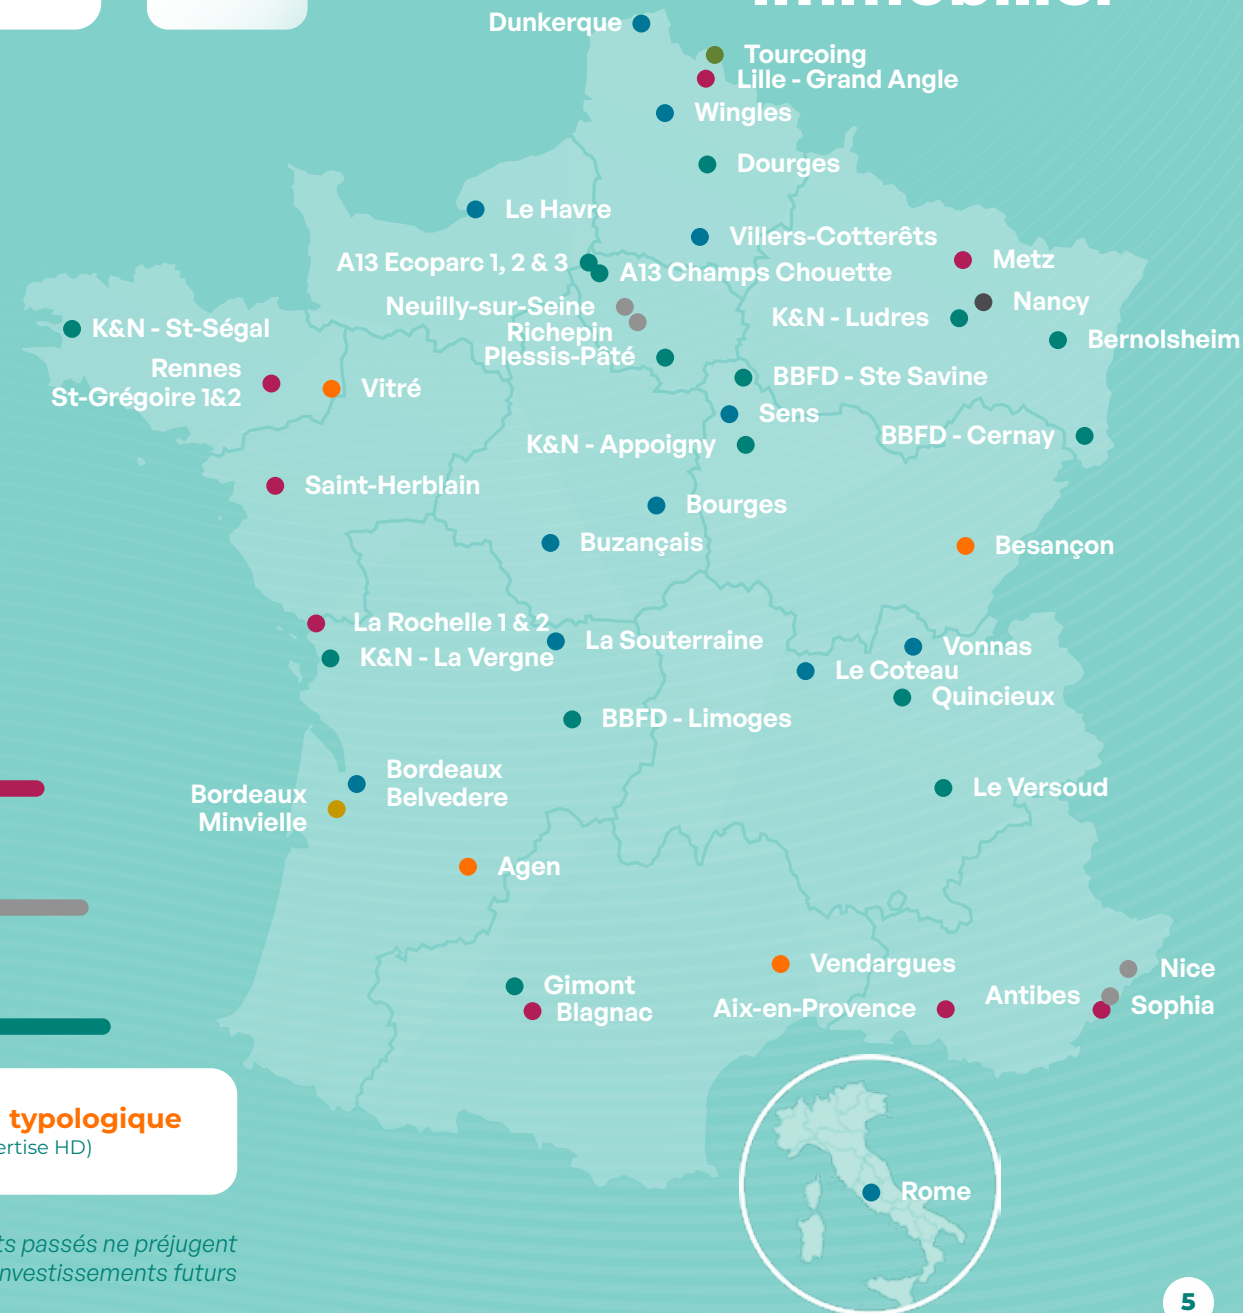 Dunkerque
Tourcoing
Lille - Grand Angle
Wingles
Dourges
Le Havre
Villers-Cotterêts
A13 Ecoparc 1, 2 & 3
Metz
A13 Champs Chouette
Nancy
Neuilly-sur-Seine
K&N - Ludres
K&N - St-Ségal
Richepin
Bernolsheim
Plessis-Pâté
Rennes
St-Grégoire 1&2
Vitré
BBFD - Ste Savine
Sens
BBFD - Cernay
K&N - Appoigny
Saint-Herblain
Bourges
Buzançais
Besançon
La Rochelle 1 & 2
La Souterraine
Vonnas
K&N - La Vergne
Le Coteau
Quincieux
BBFD - Limoges
Bordeaux
Belvedere
Le Versoud
Bordeaux
Minvielle
Agen
Vendargues
Nice
Gimont
Antibes
Sophia
Blagnac
Aix-en-Provence
typologique
HD)
Rome
passés ne préjugent
investissements futurs
5